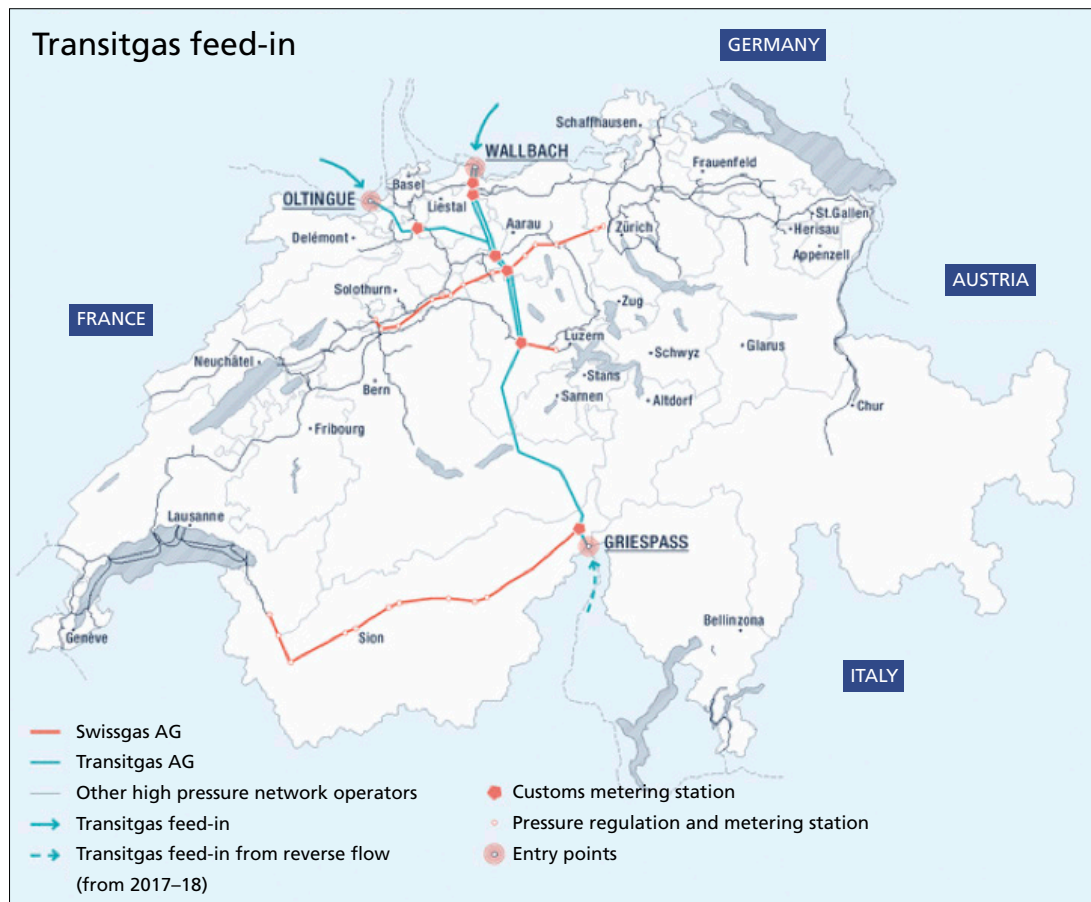 Transitgas feed-in
GERMANY
Schaffhausen
WALLBACH
Frauenfeld
Basel
OLTINGUE
Liestal
St.Gallen
Aarau
Zürich
Herisau
Delémont
Appenzell
AUSTRIA
Solothurn
Zug
FRANCE
Luzern
Glarus
Schwyz
Neuchâtel
Stans
Bern
Sarnen
Altdorf
Chur
Fribourg
Lausanne
GRIESPASS
Bellinzona
Genève
Sion
ITALY
Swissgas AG
Transitgas AG
Other high pressure network operators
Transitgas feed-in
Transitgas feed-in from reverse flow
(from 2017–18)
Customs metering station
Pressure regulation and metering station
Entry points